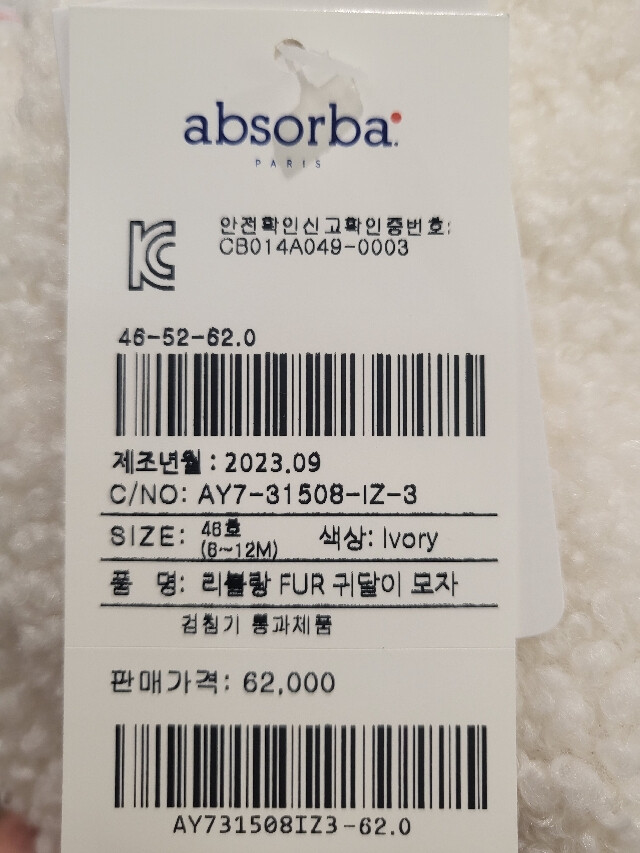 absorba.
PARIS
안전확인신고확인증번호:
CB014A049-0003
46-52-62.0
제조년월 : 2023.09
C/NO: AY7-31508-IZ-3
SIZE: 46호 (6~12M) 색상: Ivory
품 명: 리블랑 FUR 귀달이 모자
검침기 통과제품
판매가격: 62,000
AY731508IZ3-62.0